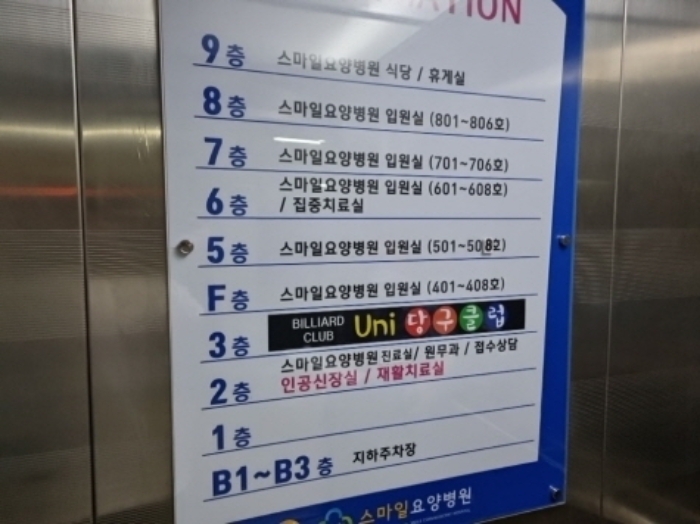 9층 스마일요양병원 식당 / 휴게실
8층 스마일요양병원 입원실 (801~806호)
7층 스마일요양병원 입원실 (701~706호)
6층 스마일요양병원 입원실 (601~608호)
/ 집중치료실
5층 스마일요양병원 입원실 (501~508호)
F층 스마일요양병원 입원실 (401~408호)
3층 BILLIARD CLUB Uni 당구클럽
2층 스마일요양병원 진료실/ 원무과 / 접수상담
인공신장실 / 재활치료실
1층
B1~B3층 지하주차장
스마일요양병원